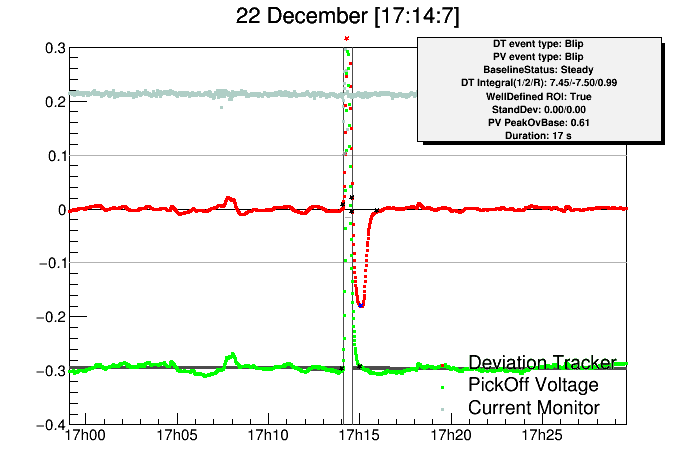 22 December [17:14:7]
DT event type: Blip
PV event type: Blip
BaselineStatus: Steady
DT Integral(1/2/R): 7.45/-7.50/0.99
WellDefined ROI: True
StandDev: 0.00/0.00
PV PeakOvBase: 0.61
Duration: 17 s
0.3
0.2
0.1
0
−0.1
−0.2
−0.3
−0.4
Deviation Tracker
PickOff Voltage
Current Monitor
17h00 17h05 17h10 17h15 17h20 17h25